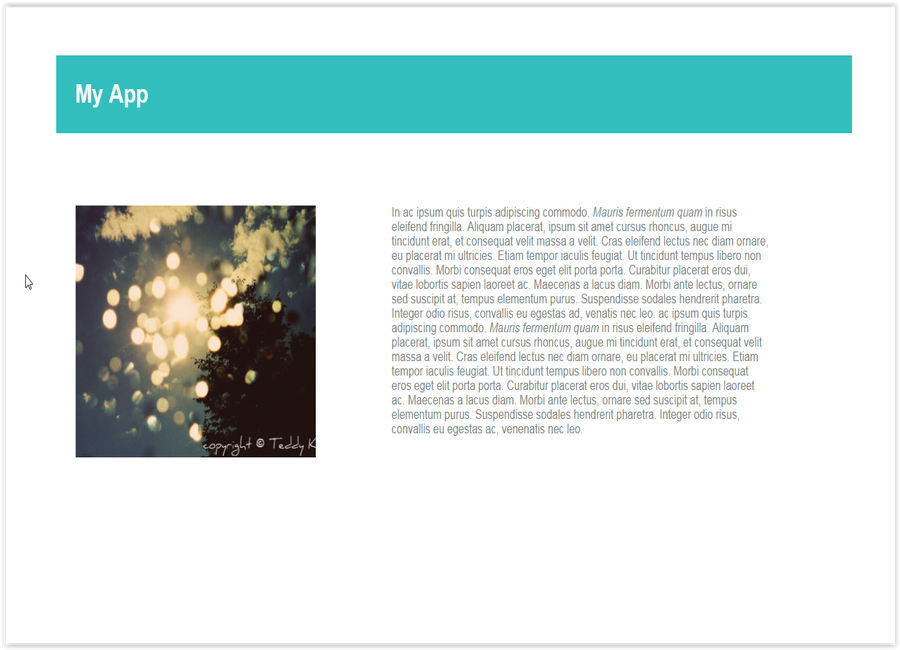 My App
In ac ipsum quis turpis adipiscing commodo. Mauris fermentum quam in risus
eleifend fringilla. Aliquam placerat, ipsum sit amet cursus rhoncus, augue mi
tincidunt erat, et consequat velit massa a velit. Cras eleifend lectus nec diam ornare,
eu placerat mi ultricies. Etiam tempor iaculis feugiat. Ut tincidunt tempus libero non
convallis. Morbi consequat eros eget elit porta porta. Curabitur placerat eros dui,
vitae lobortis sapien laoreet ac. Maecenas a lacus diam. Morbi ante lectus, ornare
sed suscipit at, tempus elementum purus. Suspendisse sodales hendrerit pharetra.
Integer odio risus, convallis eu egestas ad, venatis nec leo. ac ipsum quis turpis
adipiscing commodo. Mauris fermentum quam in risus eleifend fringilla. Aliquam
placerat, ipsum sit amet cursus rhoncus, augue mi tincidunt erat, et consequat velit
massa a velit. Cras eleifend lectus nec diam ornare, eu placerat mi ultricies. Etiam
tempor iaculis feugiat. Ut tincidunt tempus libero non convallis. Morbi consequat
eros eget elit porta porta. Curabitur placerat eros dui, vitae lobortis sapien laoreet
ac. Maecenas a lacus diam. Morbi ante lectus, ornare sed suscipit at, tempus
elementum purus. Suspendisse sodales hendrerit pharetra. Integer odio risus,
convallis eu egestas ac, venenatis nec leo.
copyright © Teddy K